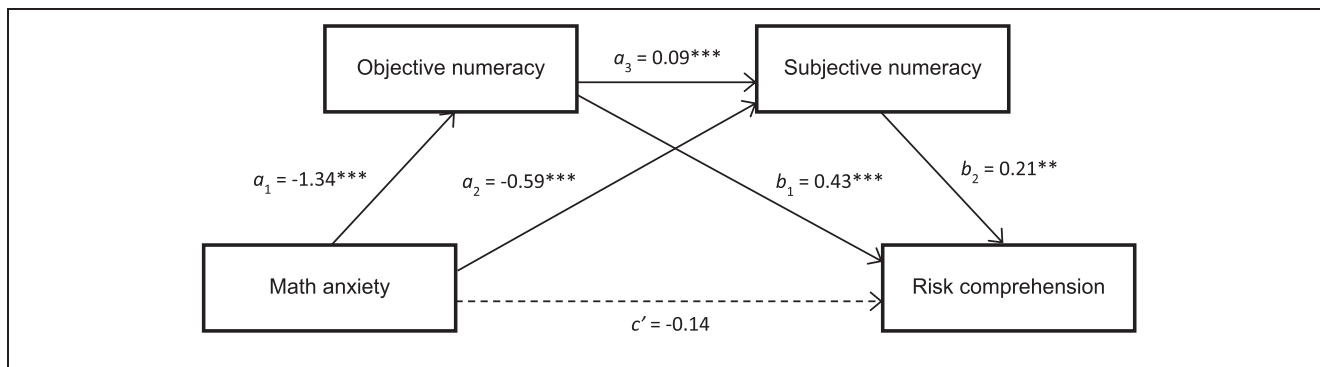 Objective numeracy
a₃ = 0.09***
Subjective numeracy
a₁ = -1.34***
a₂ = -0.59***
b₁ = 0.43***
b₂ = 0.21**
Math anxiety
Risk comprehension
c′ = -0.14